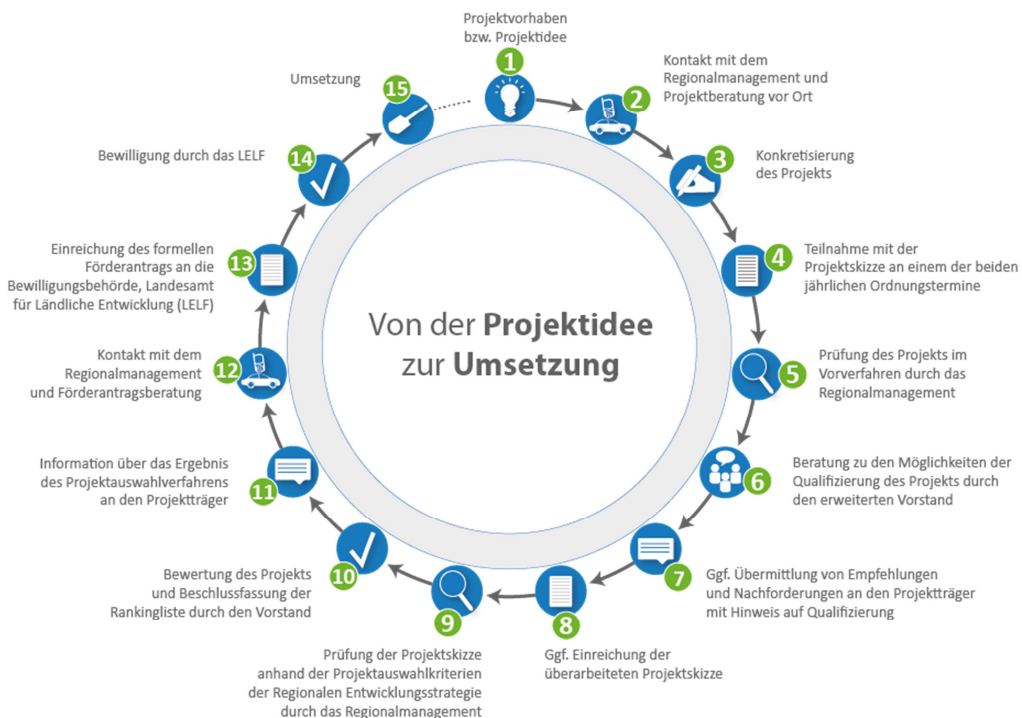 1
Projektvorhaben
bzw. Projektidee
2
Kontakt mit dem
Regionalmanagement und
Projektberatung vor Ort
3
Konkretisierung
des Projekts
4
Teilnahme mit der
Projektskizze an einem der beiden
jährlichen Ordnungstermine
5
Prüfung des Projekts im
Vorverfahren durch das
Regionalmanagement
6
Beratung zu den Möglichkeiten der
Qualifizierung des Projekts durch
den erweiterten Vorstand
7
Ggf. Übermittlung von Empfehlungen
und Nachforderungen an den Projektträger
mit Hinweis auf Qualifizierung
8
Ggf. Einreichung der
überarbeiteten Projektskizze
9
Prüfung der Projektskizze
anhand der Projektauswahlkriterien
der Regionalen Entwicklungsstrategie
durch das Regionalmanagement
10
Bewertung des Projekts
und Beschlussfassung der
Rankingliste durch den Vorstand
11
Information über das Ergebnis
des Projektauswahlverfahrens
an den Projektträger
12
Kontakt mit dem
Regionalmanagement
und Förderantragsberatung
13
Einreichung des formellen
Förderantrags an die
Bewilligungsbehörde, Landesamt
für Ländliche Entwicklung (LELF)
14
Bewilligung durch das LELF
15
Umsetzung
Von der Projektidee
zur Umsetzung